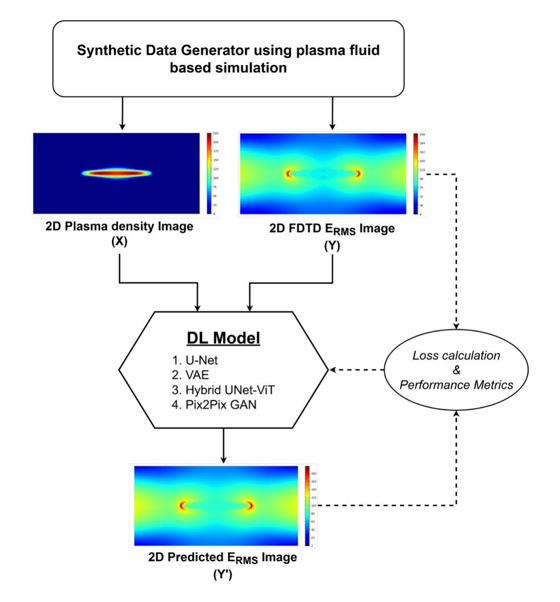 Synthetic Data Generator using plasma fluid
based simulation
2D Plasma density Image
(X)
2D FDTD ERMS Image
(Y)
DL Model
1. U-Net
2. VAE
3. Hybrid UNet-ViT
4. Pix2Pix GAN
Loss calculation
&
Performance Metrics
2D Predicted ERMS Image
(Y')